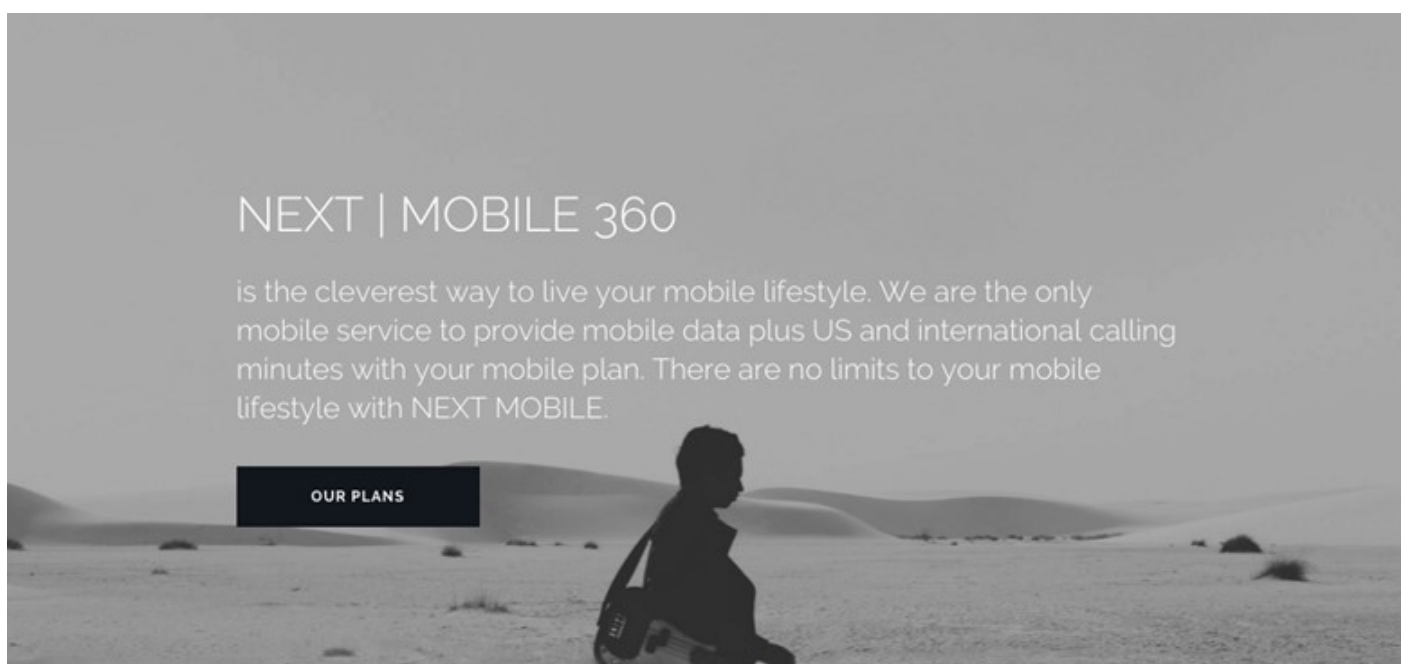 NEXT | MOBILE 360
is the cleverest way to live your mobile lifestyle. We are the only
mobile service to provide mobile data plus US and international calling
minutes with your mobile plan. There are no limits to your mobile
lifestyle with NEXT MOBILE.
OUR PLANS